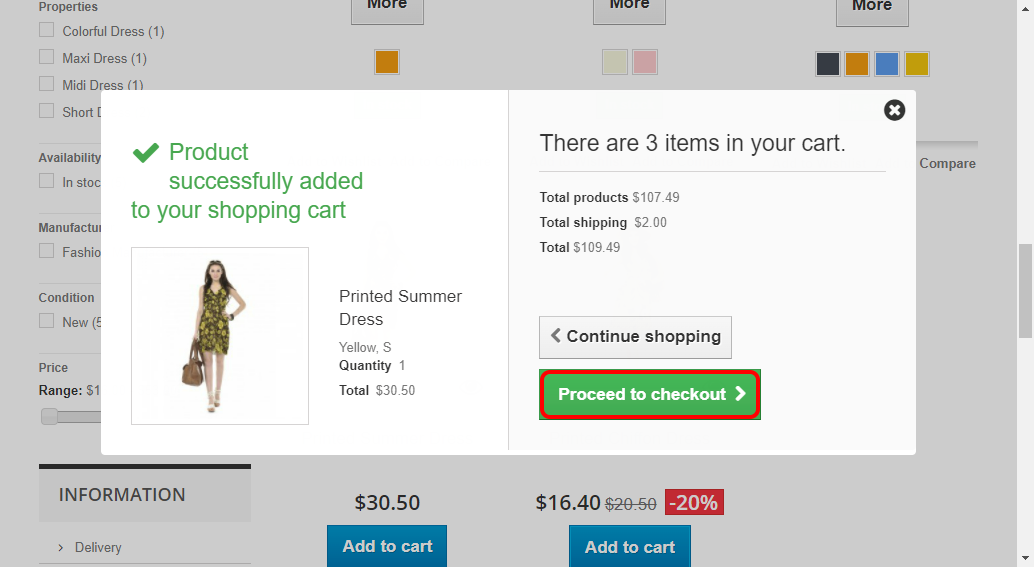 Properties
Colorful Dress (1)
Maxi Dress (1)
Midi Dress (1)
Short
Availability
In stoc
Manufactur
Fashio
Condition
New (5
Price
Range: $1
INFORMATION
Delivery
More
More
More
Compare
Product
successfully added
to your shopping cart
Printed Summer
Dress
Yellow, S
Quantity 1
Total $30.50
There are 3 items in your cart.
Total products $107.49
Total shipping $2.00
Total $109.49
Continue shopping
Proceed to checkout
$30.50
Add to cart
$16.40 $20.50 -20%
Add to cart